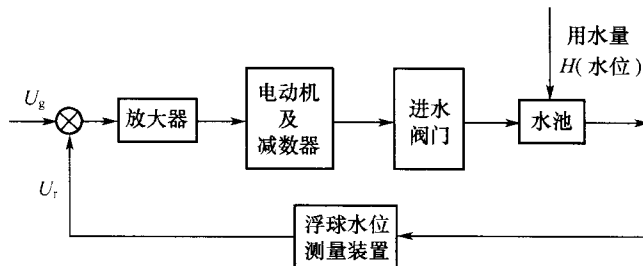 用水量
H(水位)
U_g
放大器
电动机
及
减数器
进水
阀门
水池
U_f
浮球水位
测量装置